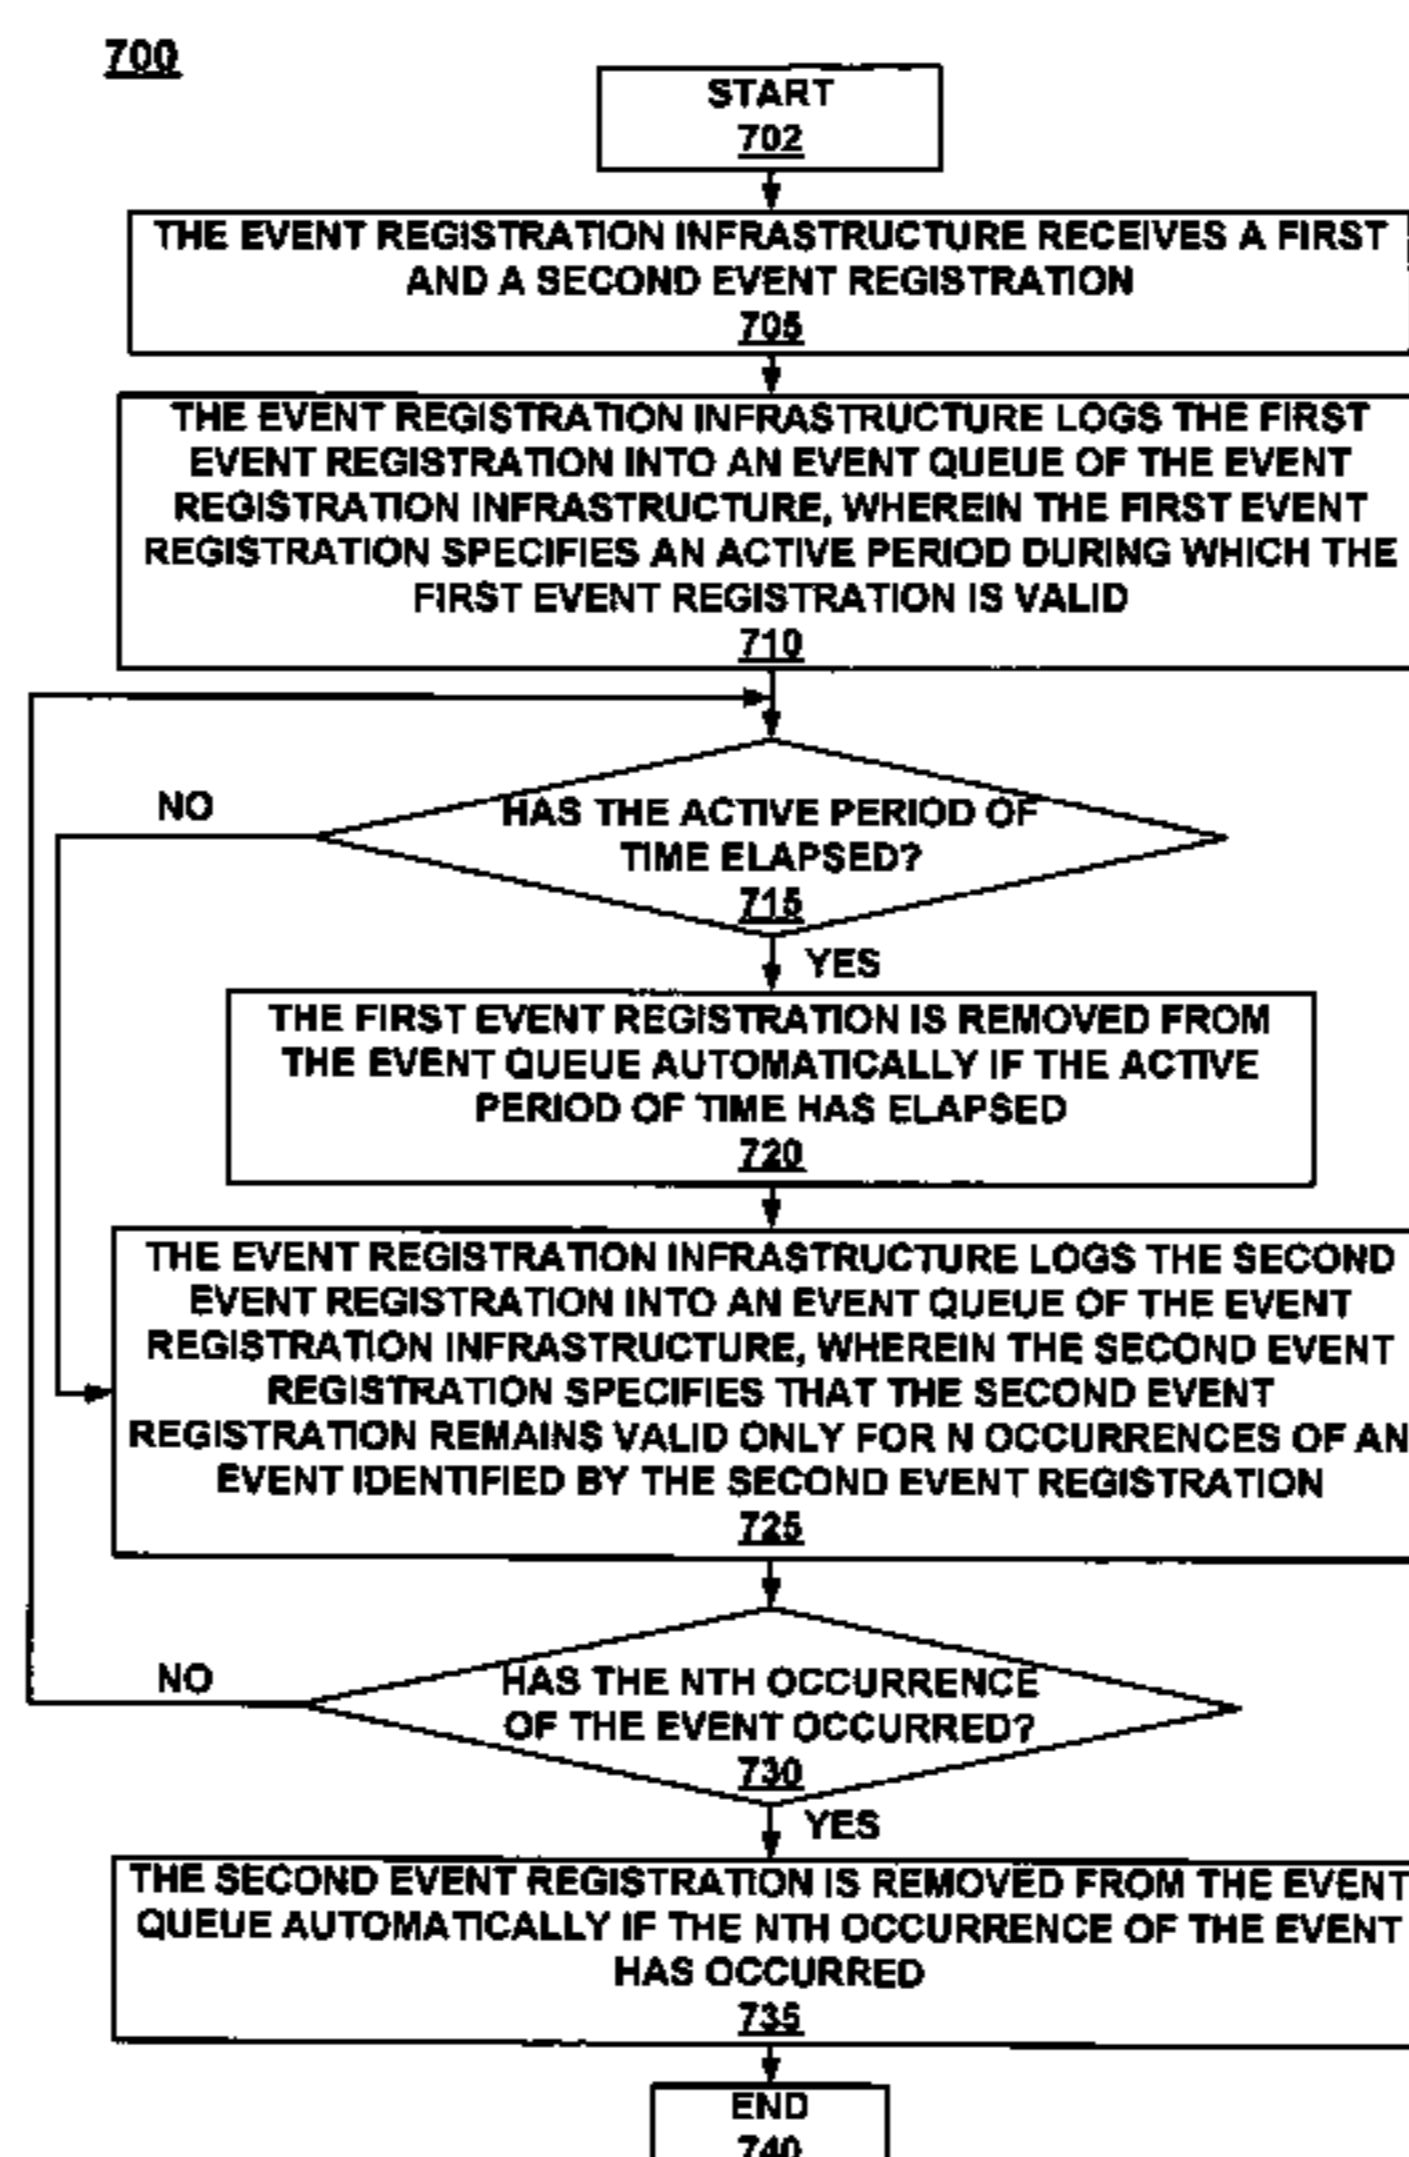 700
START
702
THE EVENT REGISTRATION INFRASTRUCTURE RECEIVES A FIRST
AND A SECOND EVENT REGISTRATION
705
THE EVENT REGISTRATION INFRASTRUCTURE LOGS THE FIRST
EVENT REGISTRATION INTO AN EVENT QUEUE OF THE EVENT
REGISTRATION INFRASTRUCTURE, WHEREIN THE FIRST EVENT
REGISTRATION SPECIFIES AN ACTIVE PERIOD DURING WHICH THE
FIRST EVENT REGISTRATION IS VALID
710
NO
HAS THE ACTIVE PERIOD OF
TIME ELAPSED?
715
YES
THE FIRST EVENT REGISTRATION IS REMOVED FROM
THE EVENT QUEUE AUTOMATICALLY IF THE ACTIVE
PERIOD OF TIME HAS ELAPSED
720
THE EVENT REGISTRATION INFRASTRUCTURE LOGS THE SECOND
EVENT REGISTRATION INTO AN EVENT QUEUE OF THE EVENT
REGISTRATION INFRASTRUCTURE, WHEREIN THE SECOND EVENT
REGISTRATION SPECIFIES THAT THE SECOND EVENT
REGISTRATION REMAINS VALID ONLY FOR N OCCURRENCES OF AN
EVENT IDENTIFIED BY THE SECOND EVENT REGISTRATION
725
NO
HAS THE NTH OCCURRENCE
OF THE EVENT OCCURRED?
730
YES
THE SECOND EVENT REGISTRATION IS REMOVED FROM THE EVENT
QUEUE AUTOMATICALLY IF THE NTH OCCURRENCE OF THE EVENT
HAS OCCURRED
735
END
740